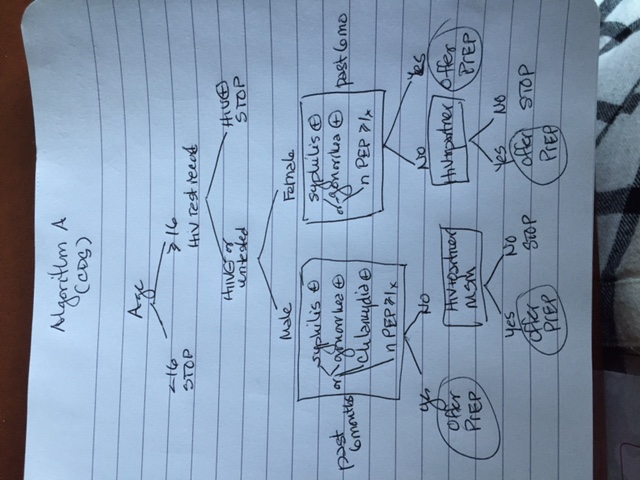 Algorithm A
(CDS)
Age
<16
STOP
≥16
HIV test record
HIV⊖ or
untested
HIV⊕
STOP
Male
Female
past
6 months
or
syphilis ⊕
gonorrhea ⊕
chlamydia ⊕
n PEP ≥1x
syphilis ⊕
or gonorrhea ⊕
n PEP ≥1x
past 6 mo
yes
NO
NO
Yes
Offer
PrEP
HIV+partner
MSM
HIV+partner
Offer
PrEP
yes
NO
STOP
Yes
NO
STOP
Offer
PrEP
Offer
PrEP